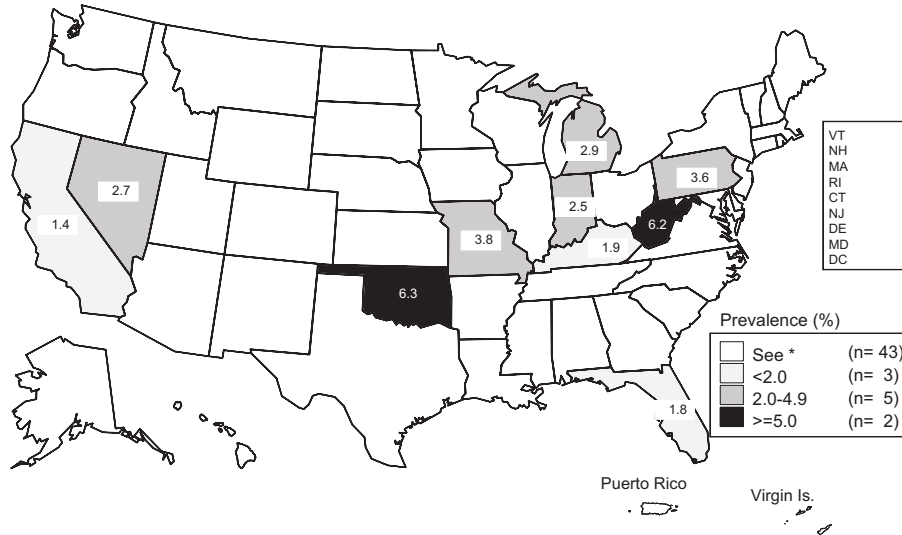 2.9
VT
NH
MA
RI
CT
NJ
DE
MD
DC
3.6
2.7
2.5
1.4
6.2
3.8
1.9
6.3
Prevalence (%)
See * (n= 43)
<2.0 (n= 3)
2.0-4.9 (n= 5)
>=5.0 (n= 2)
1.8
Puerto Rico
Virgin Is.